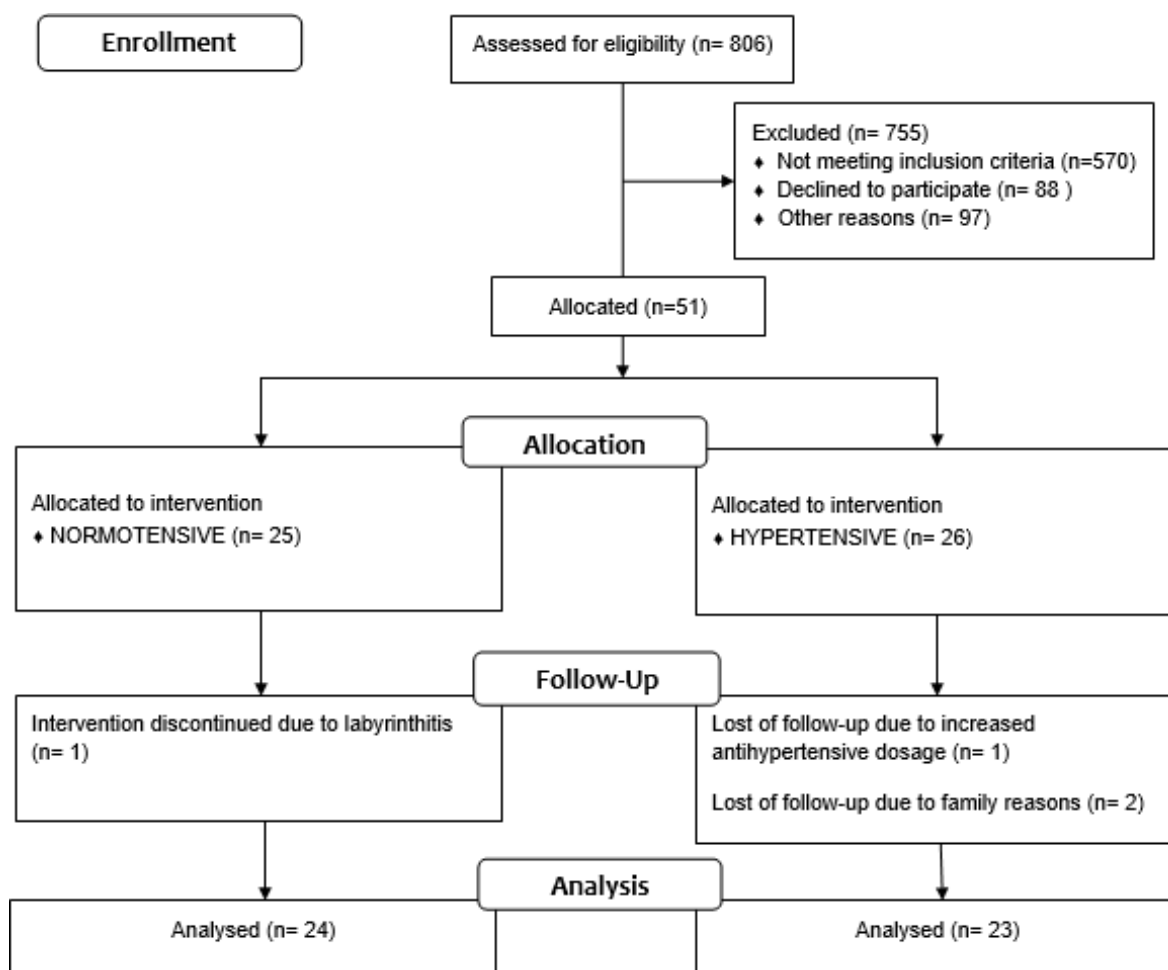 Enrollment
Assessed for eligibility (n= 806)
Excluded (n= 755)
♦ Not meeting inclusion criteria (n=570)
♦ Declined to participate (n= 88 )
♦ Other reasons (n= 97)
Allocated (n=51)
Allocation
Allocated to intervention
♦ NORMOTENSIVE (n= 25)
Allocated to intervention
♦ HYPERTENSIVE (n= 26)
Follow-Up
Intervention discontinued due to labyrinthitis
(n= 1)
Lost of follow-up due to increased
antihypertensive dosage (n= 1)
Lost of follow-up due to family reasons (n= 2)
Analysis
Analysed (n= 24)
Analysed (n= 23)